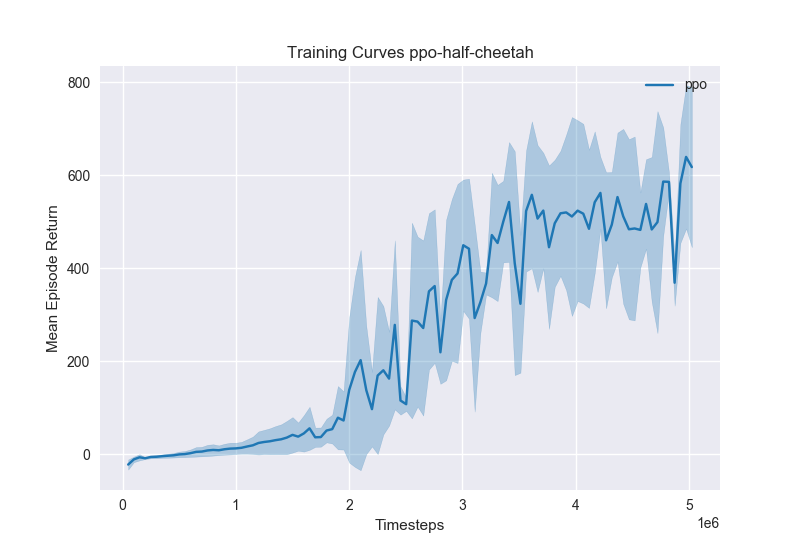 Training Curves ppo-half-cheetah
ppo
Mean Episode Return
800
600
400
200
0
0 1 2 3 4 5
1e6
Timesteps